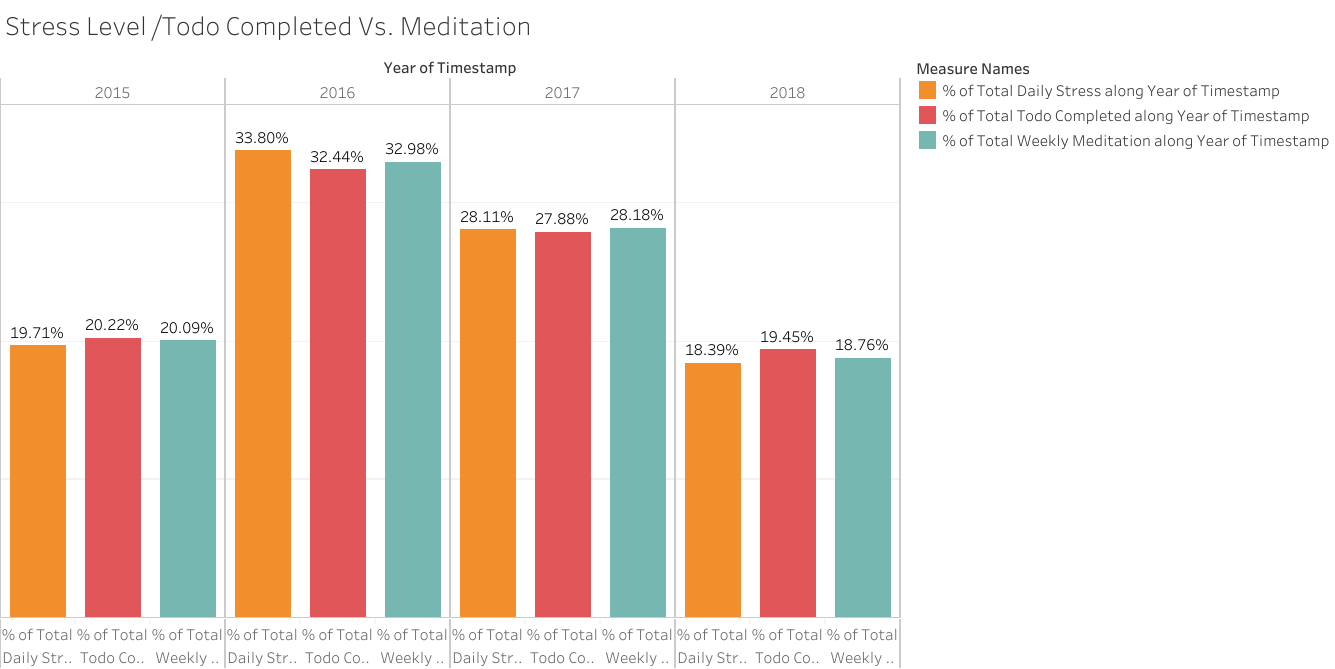 Stress Level /Todo Completed Vs. Meditation
Year of Timestamp
2015 2016 2017 2018
Measure Names
% of Total Daily Stress along Year of Timestamp
% of Total Todo Completed along Year of Timestamp
% of Total Weekly Meditation along Year of Timestamp
19.71% 20.22% 20.09% 33.80% 32.44% 32.98% 28.11% 27.88% 28.18% 18.39% 19.45% 18.76%
% of Total % of Total % of Total % of Total % of Total % of Total % of Total % of Total % of Total % of Total % of Total % of Total
Daily Str.. Todo Co.. Weekly .. Daily Str.. Todo Co.. Weekly .. Daily Str.. Todo Co.. Weekly .. Daily Str.. Todo Co.. Weekly ..